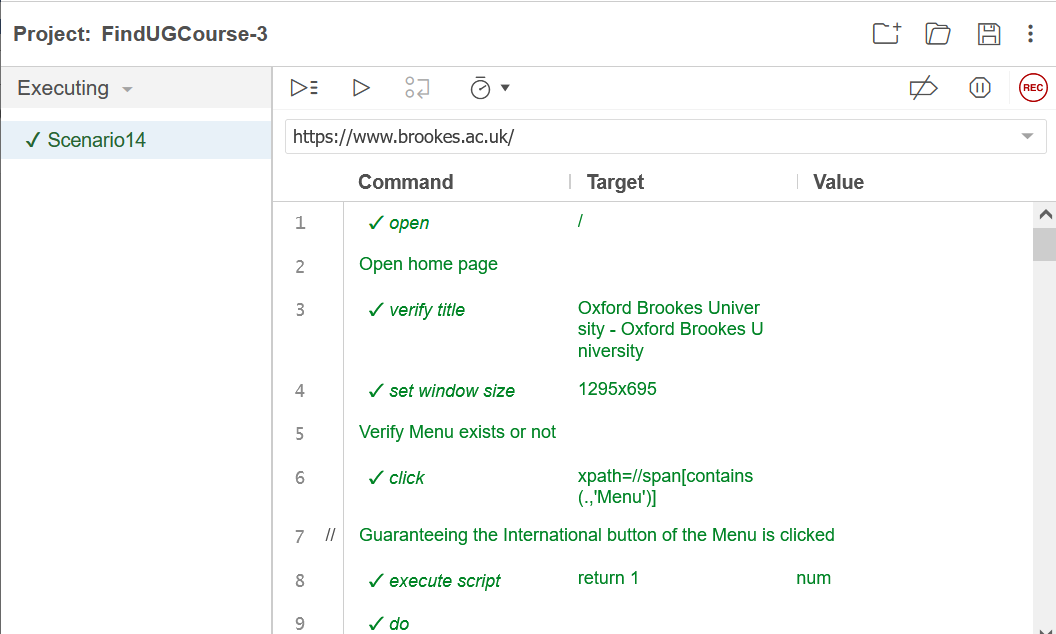 Project: FindUGCourse-3
Executing
✓ Scenario14
REC
https://www.brookes.ac.uk/
Command Target Value
1 ✓ open /
2 Open home page
3 ✓ verify title Oxford Brookes Univer
sity - Oxford Brookes U
niversity
4 ✓ set window size 1295x695
5 Verify Menu exists or not
6 ✓ click xpath=//span[contains
(.,'Menu')]
7 // Guaranteeing the International button of the Menu is clicked
8 ✓ execute script return 1 num
9 ✓ do